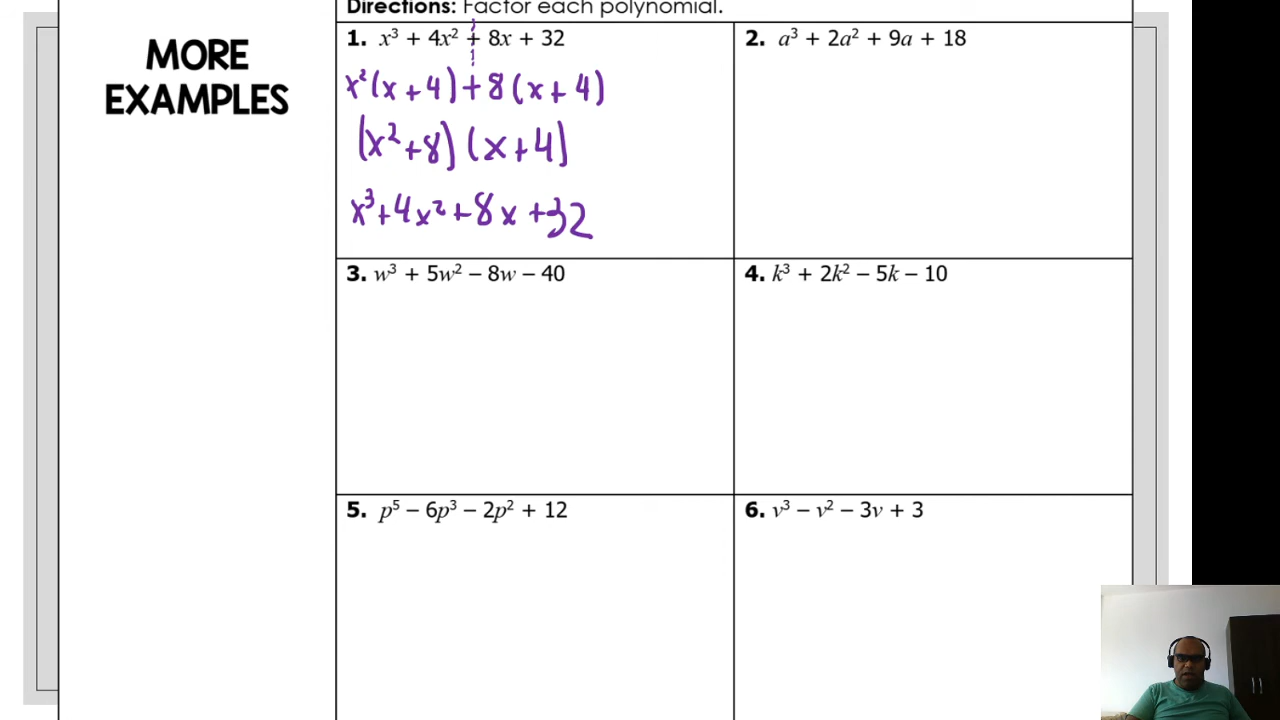 Directions: Factor each polynomial.
MORE
EXAMPLES
1. x³ + 4x² + 8x + 32
x²(x + 4) + 8(x + 4)
(x² + 8)(x + 4)
x³ + 4x² + 8x + 32
2. a³ + 2a² + 9a + 18
3. w³ + 5w² – 8w – 40
4. k³ + 2k² – 5k – 10
5. p⁵ – 6p³ – 2p² + 12
6. v³ – v² – 3v + 3